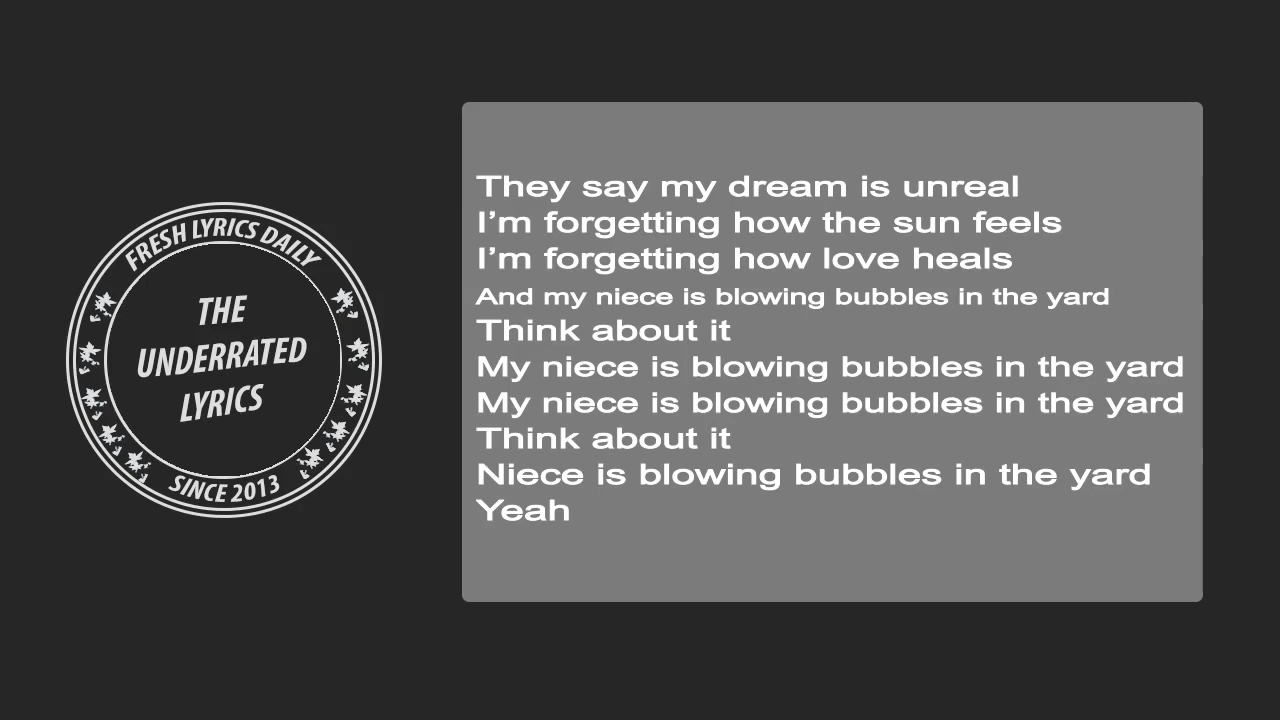 FRESH LYRICS DAILY
THE
UNDERRATED
LYRICS
SINCE 2013
They say my dream is unreal
I’m forgetting how the sun feels
I’m forgetting how love heals
And my niece is blowing bubbles in the yard
Think about it
My niece is blowing bubbles in the yard
My niece is blowing bubbles in the yard
Think about it
Niece is blowing bubbles in the yard
Yeah